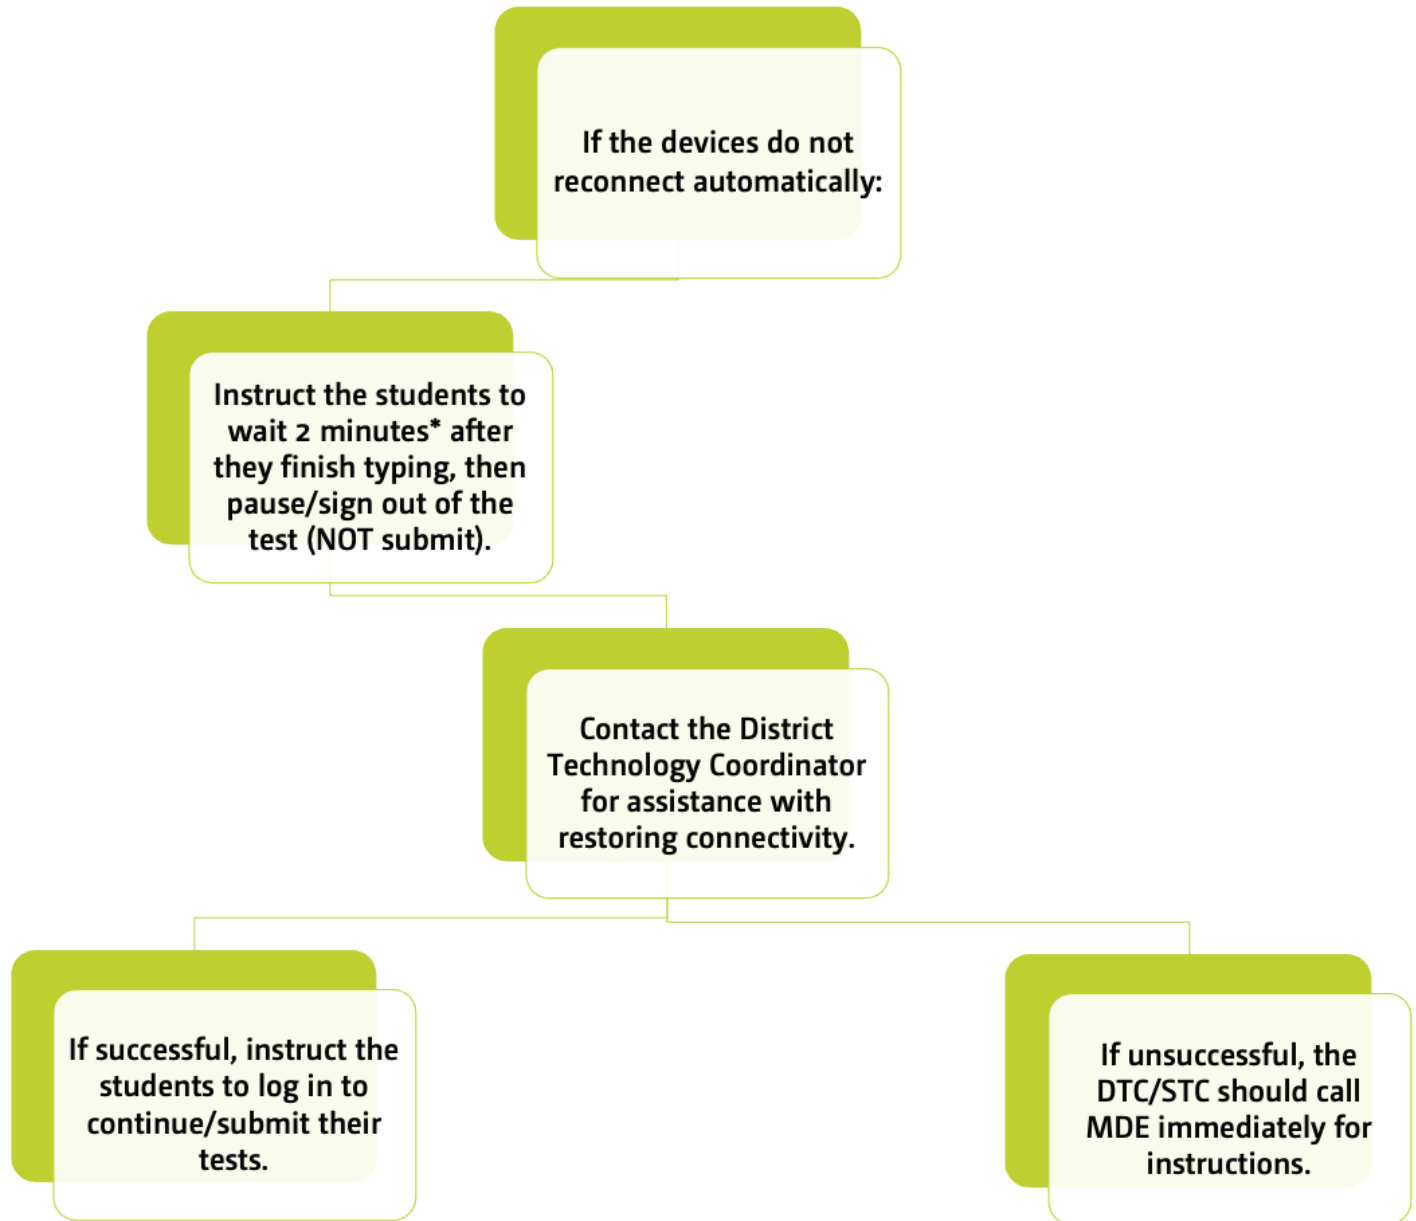 If the devices do not
reconnect automatically:
Instruct the students to
wait 2 minutes* after
they finish typing, then
pause/sign out of the
test (NOT submit).
Contact the District
Technology Coordinator
for assistance with
restoring connectivity.
If successful, instruct the
students to log in to
continue/submit their
tests.
If unsuccessful, the
DTC/STC should call
MDE immediately for
instructions.